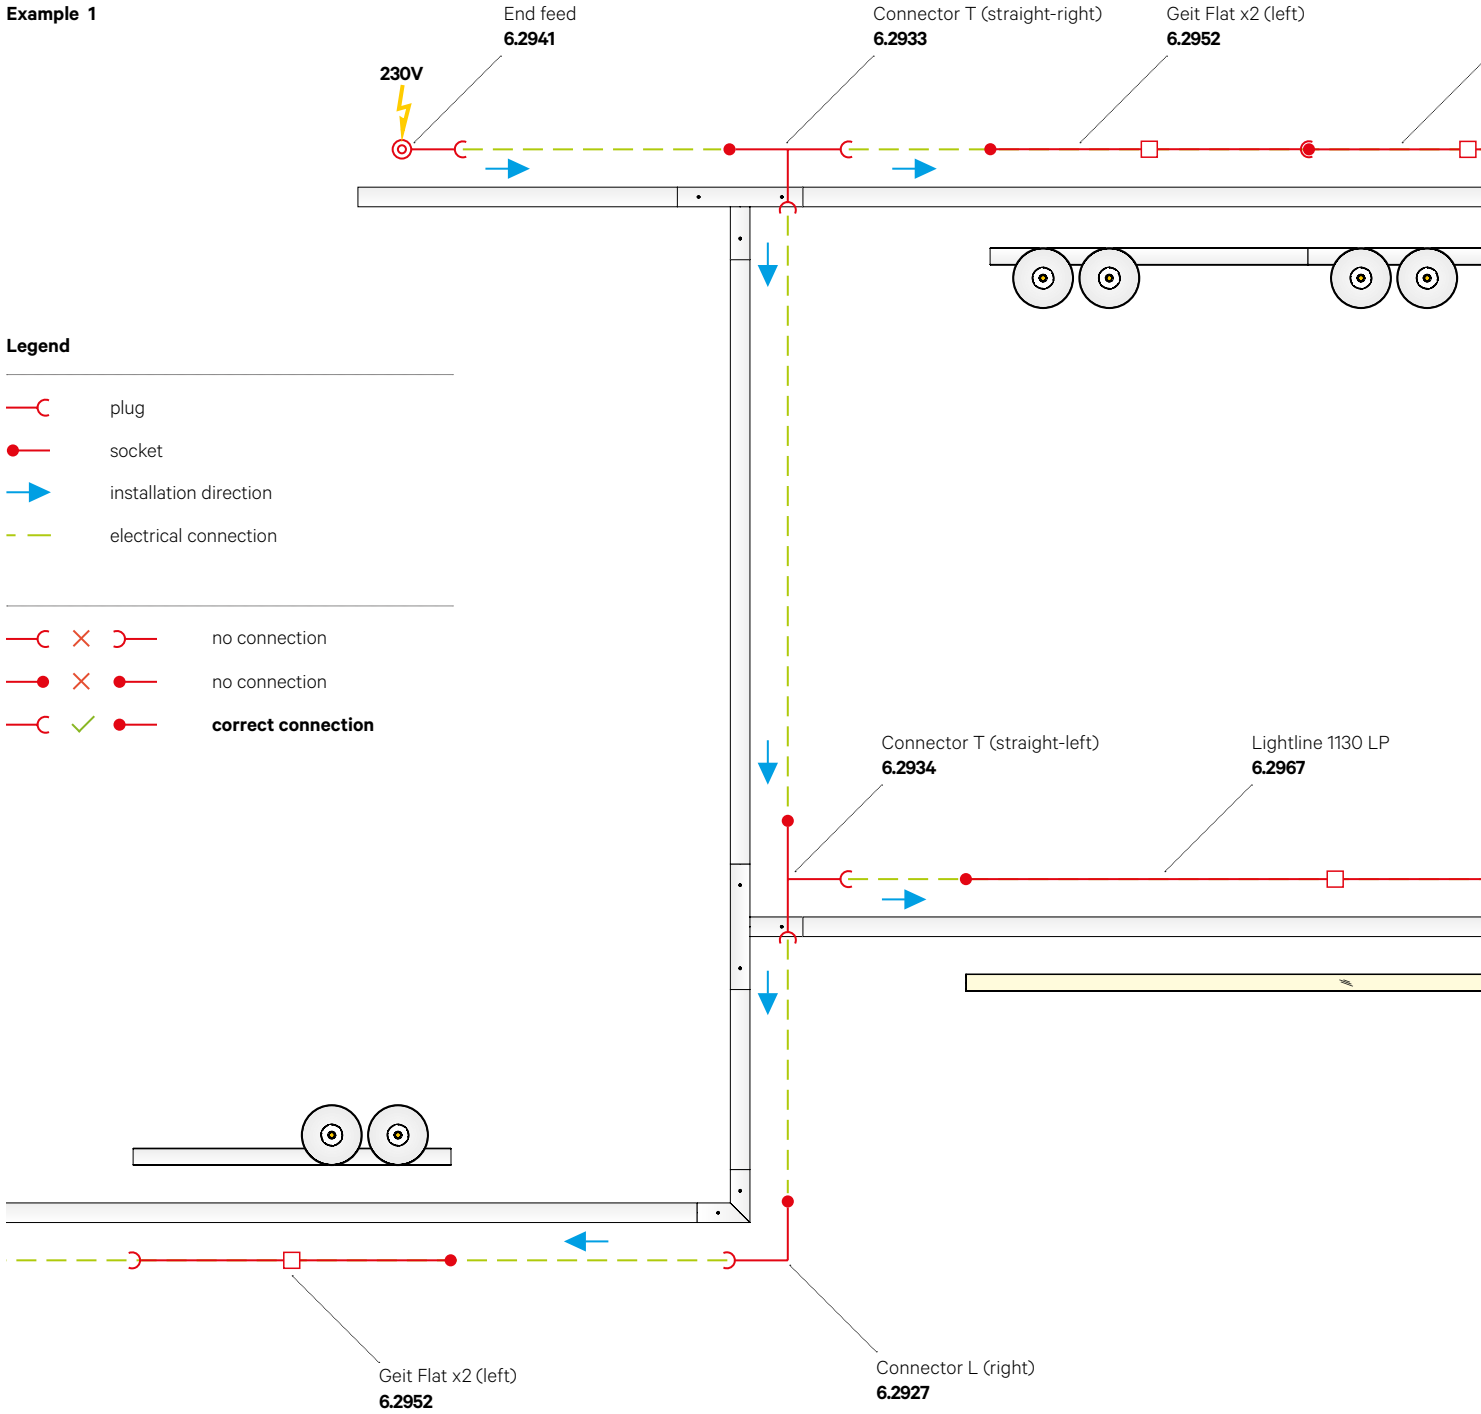 Example 1
End feed
6.2941
Connector T (straight-right)
6.2933
Geit Flat x2 (left)
6.2952
230V
Legend
plug
socket
installation direction
electrical connection
no connection
no connection
correct connection
Connector T (straight-left)
6.2934
Lightline 1130 LP
6.2967
Geit Flat x2 (left)
6.2952
Connector L (right)
6.2927